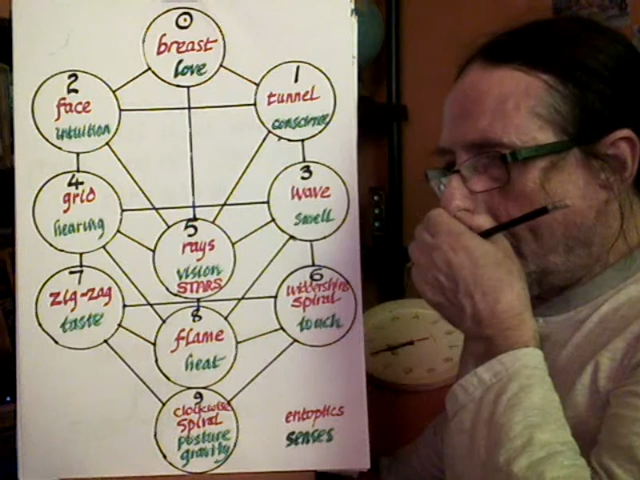 0
breast
love
2
face
intuition
1
tunnel
conscience
4
grid
hearing
3
wave
smell
5
rays
vision
STARS
7
zig-zag
taste
6
widdershins
spiral
touch
8
flame
heat
9
clockwise
spiral
posture
gravity
entoptics
senses